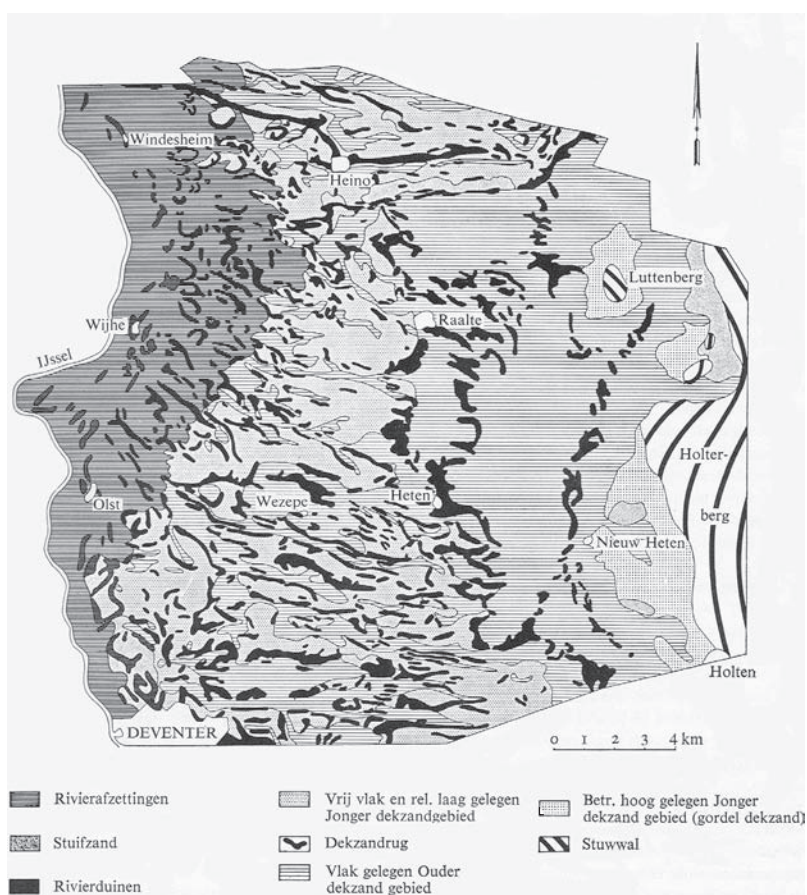 Windesheim
Heino
Luttenberg
Raalte
Wijhe
IJssel
Holter-
berg
Heten
Olst
Wezepe
Nieuw-Heten
Holten
DEVENTER
0 1 2 4 km
Rivierafzettingen
Stuifzand
Rivierduinen
Vrij vlak en rel. laag gelegen
Jonger dekzandgebied
Dekzandrug
Vlak gelegen Ouder
dekzand gebied
Betr. hoog gelegen Jonger
dekzand gebied (gordel dekzand)
Stuwwal